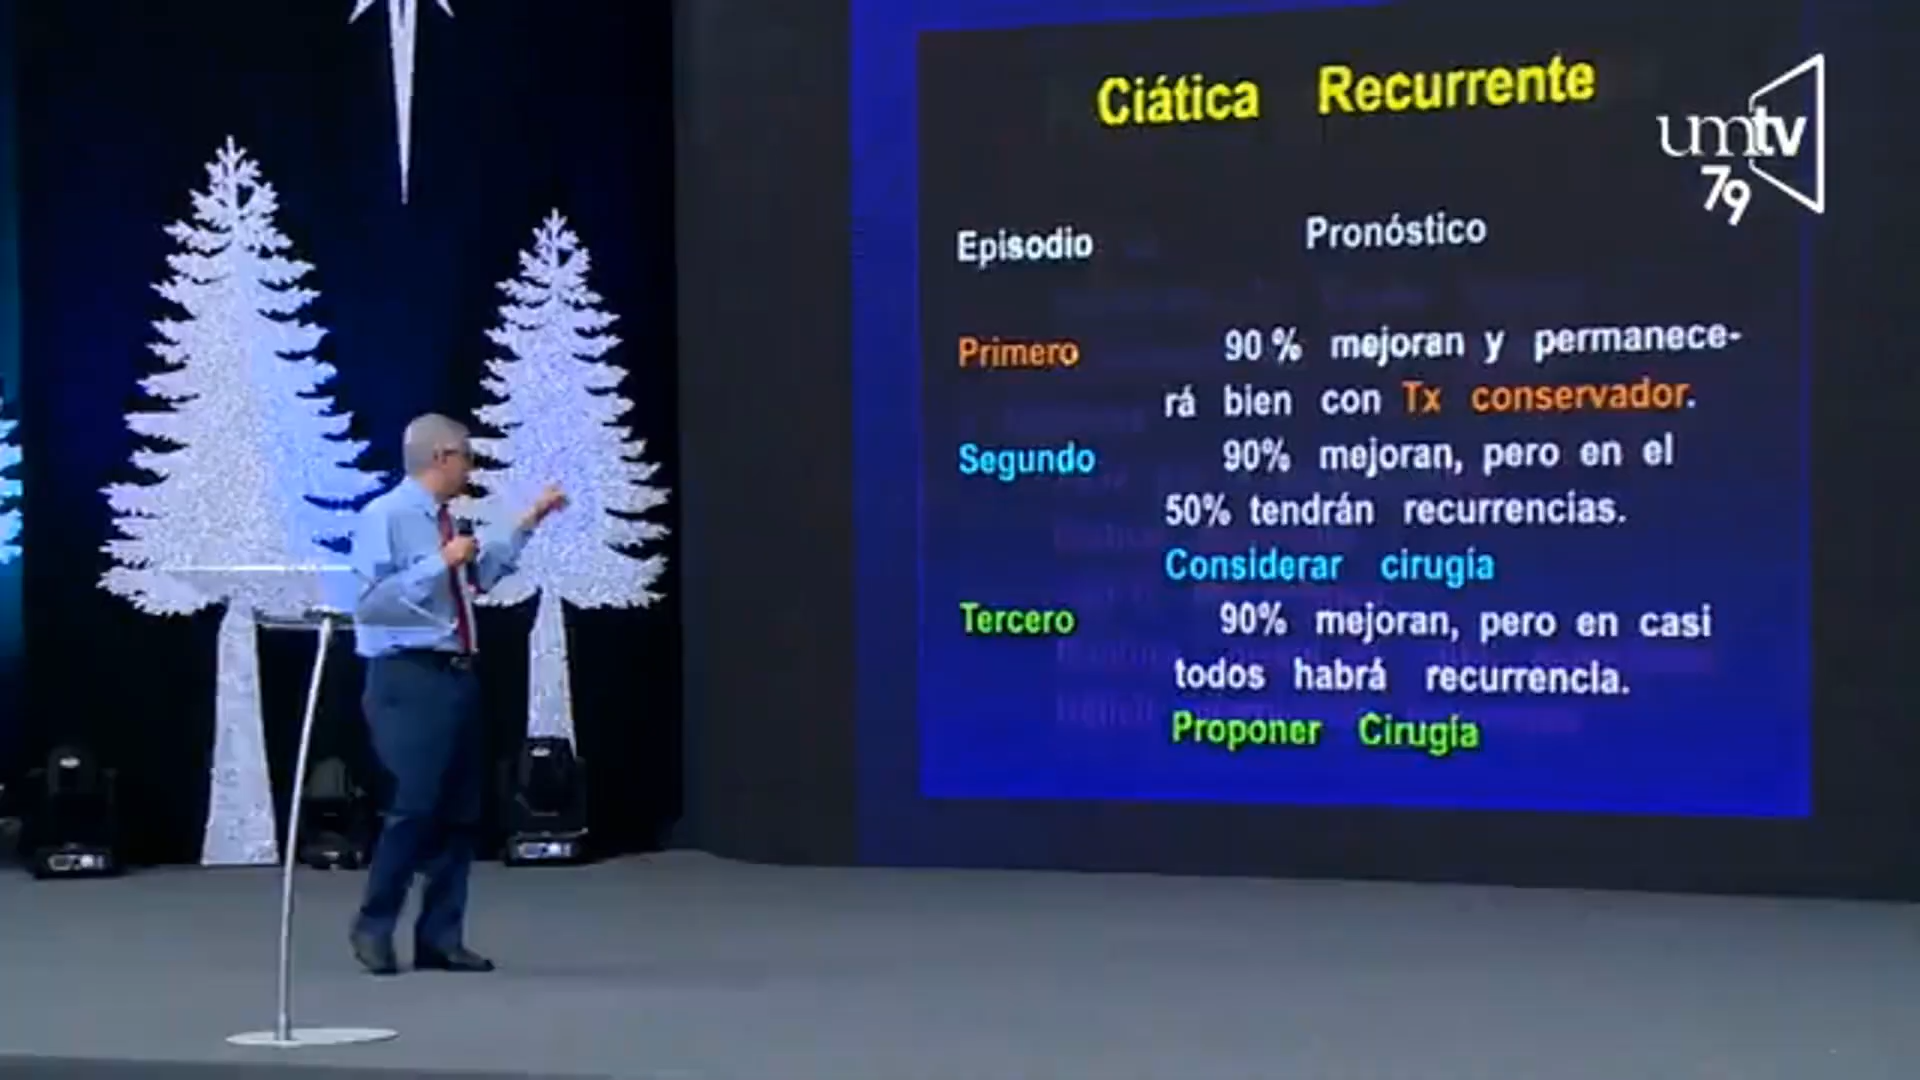 Ciática Recurrente
umtv
79
Episodio Pronóstico
Primero 90 % mejoran y permanece-
rá bien con Tx conservador.
Segundo 90% mejoran, pero en el
50% tendrán recurrencias.
Considerar cirugía
Tercero 90% mejoran, pero en casi
todos habrá recurrencia.
Proponer Cirugía